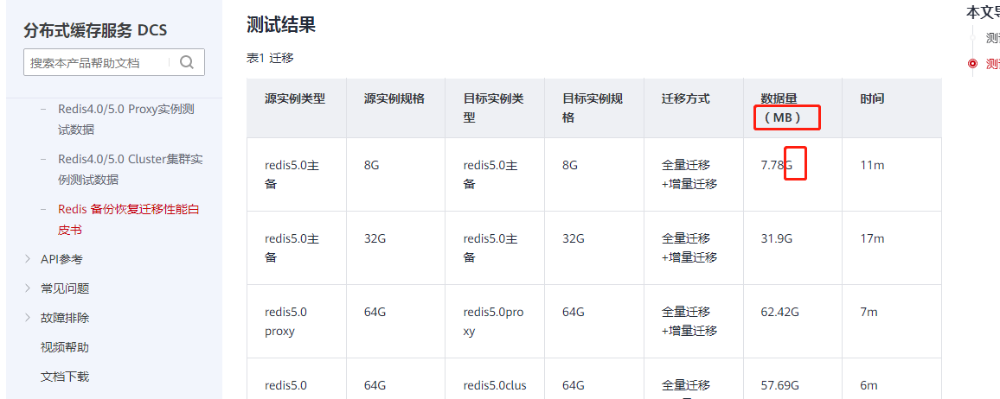 分布式缓存服务 DCS
搜索本产品帮助文档
Redis4.0/5.0 Proxy实例测
试数据
Redis4.0/5.0 Cluster集群实
例测试数据
Redis 备份恢复迁移性能白
皮书
API参考
常见问题
故障排除
视频帮助
文档下载
测试结果
表1 迁移
源实例类型
源实例规格
目标实例类
型
目标实例规
格
迁移方式
数据量
（MB）
时间
redis5.0主
备
8G
redis5.0主
备
8G
全量迁移
+增量迁移
7.78G
11m
redis5.0主
备
32G
redis5.0主
备
32G
全量迁移
+增量迁移
31.9G
17m
redis5.0
proxy
64G
redis5.0pro
xy
64G
全量迁移
+增量迁移
62.42G
7m
redis5.0
64G
redis5.0clus
64G
全量迁移
57.69G
6m
本文
测
测